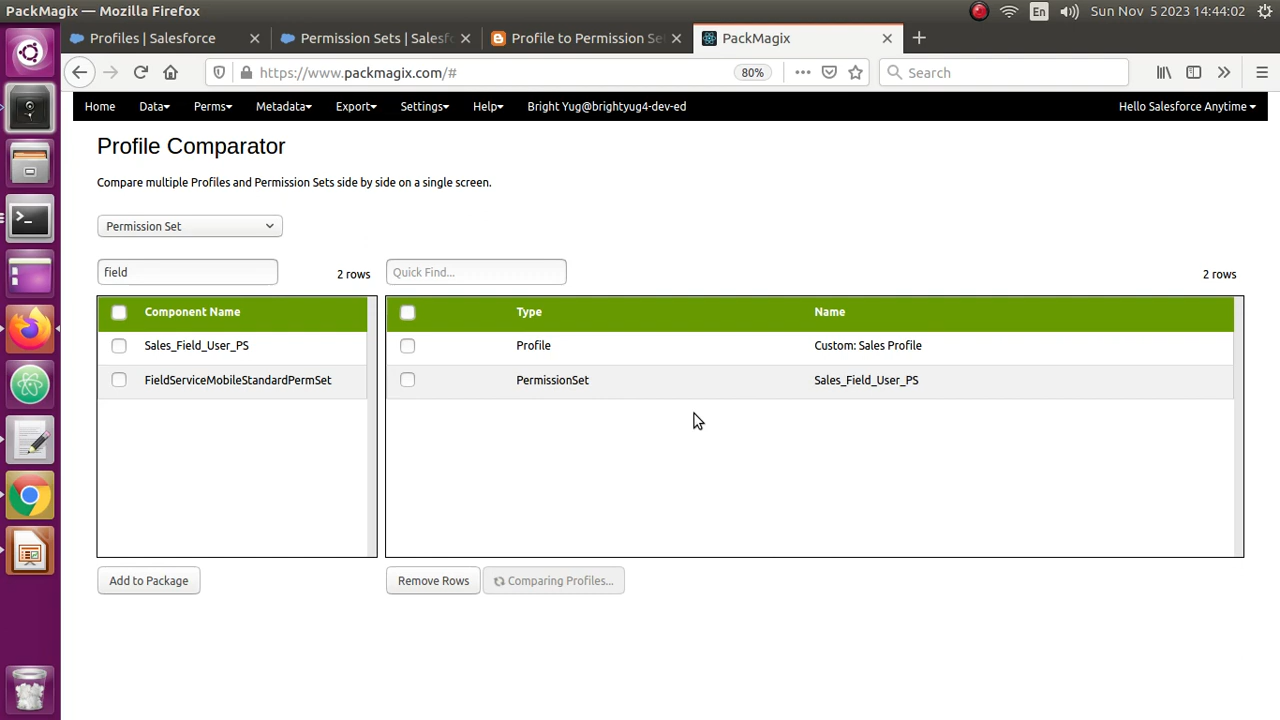 PackMagix — Mozilla Firefox
En
Sun Nov 5 2023 14:44:02
Profiles | Salesforce
Permission Sets | Salesf
Profile to Permission Se
PackMagix
https://www.packmagix.com/#
80%
Search
Home Data Perms Metadata Export Settings Help Bright Yug@brightyug4-dev-ed Hello Salesforce Anytime
Profile Comparator
Compare multiple Profiles and Permission Sets side by side on a single screen.
Permission Set
field
2 rows
Quick Find...
2 rows
Component Name
Sales_Field_User_PS
FieldServiceMobileStandardPermSet
Type Name
Profile Custom: Sales Profile
PermissionSet Sales_Field_User_PS
Add to Package
Remove Rows
Comparing Profiles...